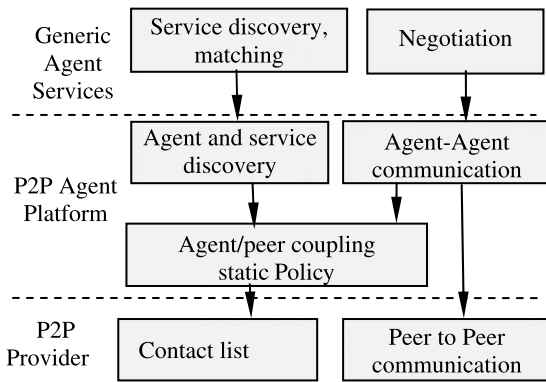 Generic
Agent
Services
Service discovery,
matching
Negotiation
P2P Agent
Platform
Agent and service
discovery
Agent-Agent
communication
Agent/peer coupling
static Policy
P2P
Provider
Contact list
Peer to Peer
communication